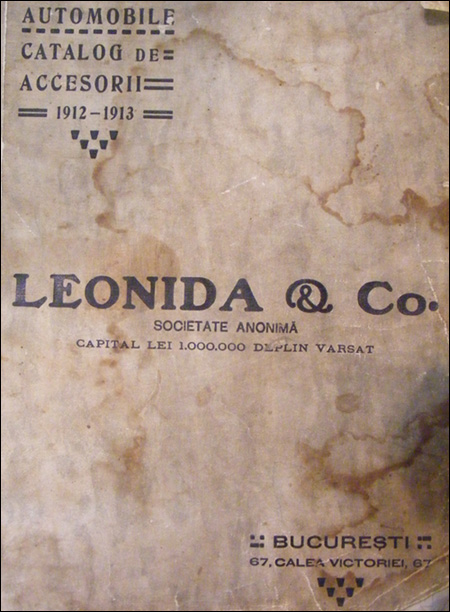 AUTOMOBILE
CATALOG DE
ACCESORII
1912-1913
LEONIDA & Co.
SOCIETATE ANONIMĂ
CAPITAL LEI 1.000.000 DEPLIN VARSAT
BUCUREȘTI
67, CALEA VICTORIEI, 67